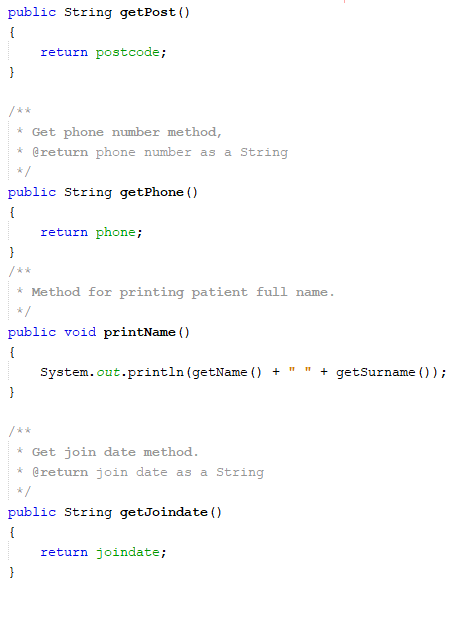 public String getPost()
{
    return postcode;
}

/**
 * Get phone number method,
 * @return phone number as a String
 */
public String getPhone()
{
    return phone;
}
/**
 * Method for printing patient full name.
 */
public void printName()
{
    System.out.println(getName() + " " + getSurname());
}

/**
 * Get join date method.
 * @return join date as a String
 */
public String getJoindate()
{
    return joindate;
}